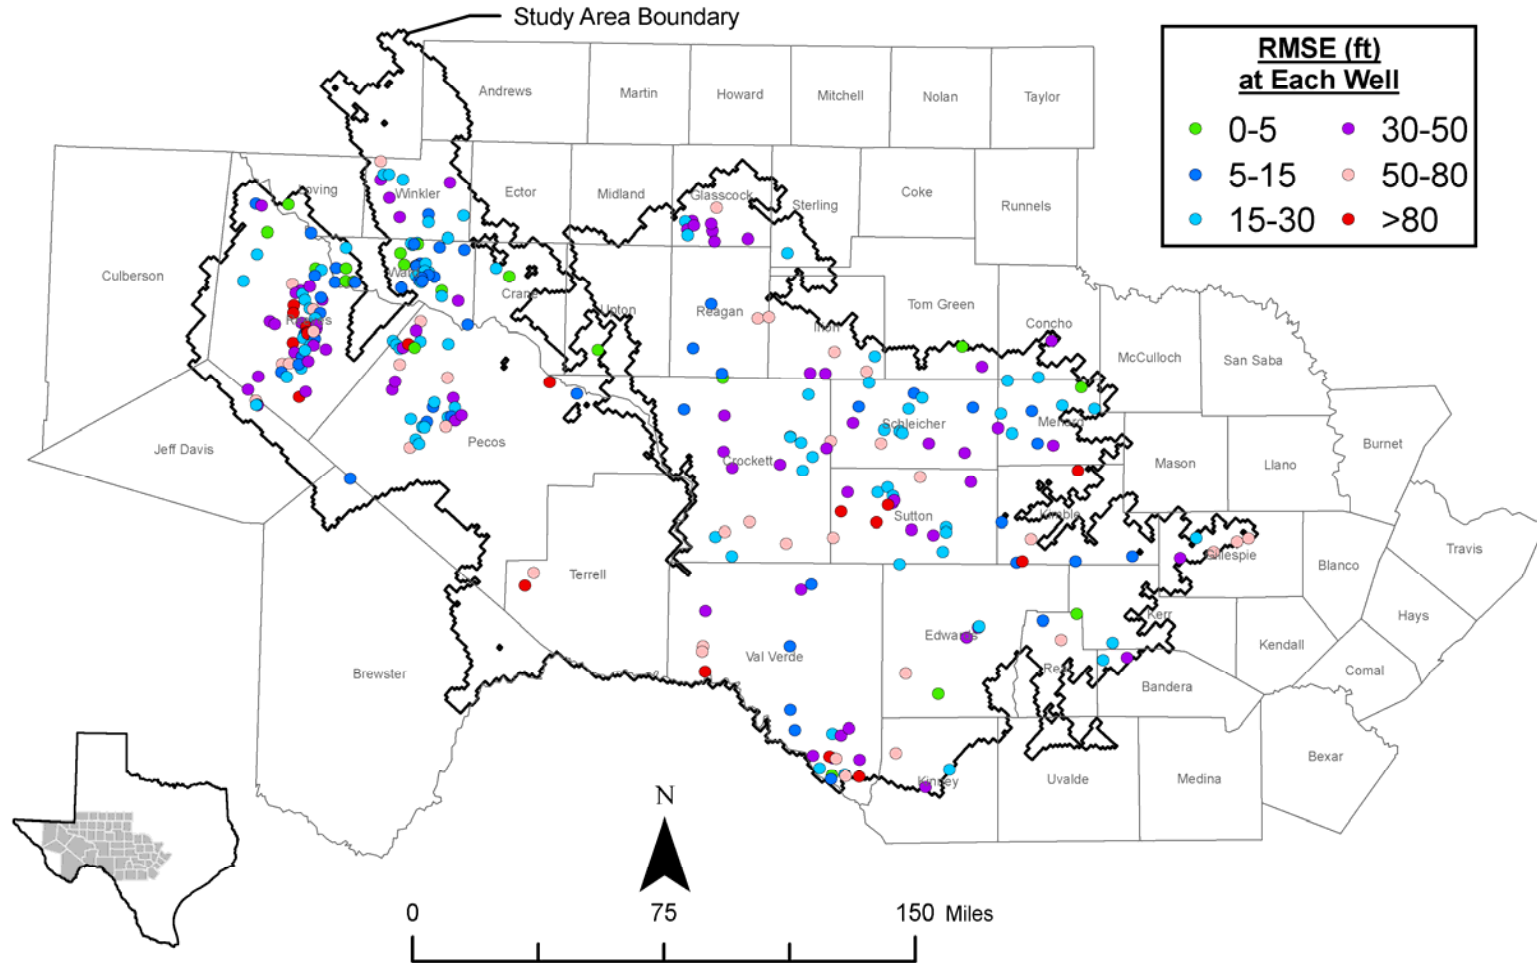 Study Area Boundary
RMSE (ft)
at Each Well
0-5
30-50
5-15
50-80
15-30
>80
Andrews
Martin
Howard
Mitchell
Nolan
Taylor
Winkler
Ector
Midland
Glasscock
Sterling
Coke
Runnels
Culberson
Crane
Upton
Reagan
Irion
Tom Green
Concho
McCulloch
San Saba
Jeff Davis
Pecos
Crockett
Schleicher
Menard
Mason
Llano
Burnet
Sutton
Kimble
Gillespie
Blanco
Travis
Terrell
Hays
Brewster
Val Verde
Edwards
Kerr
Kendall
Comal
Bandera
Kinney
Uvalde
Medina
Bexar
N
0
75
150 Miles